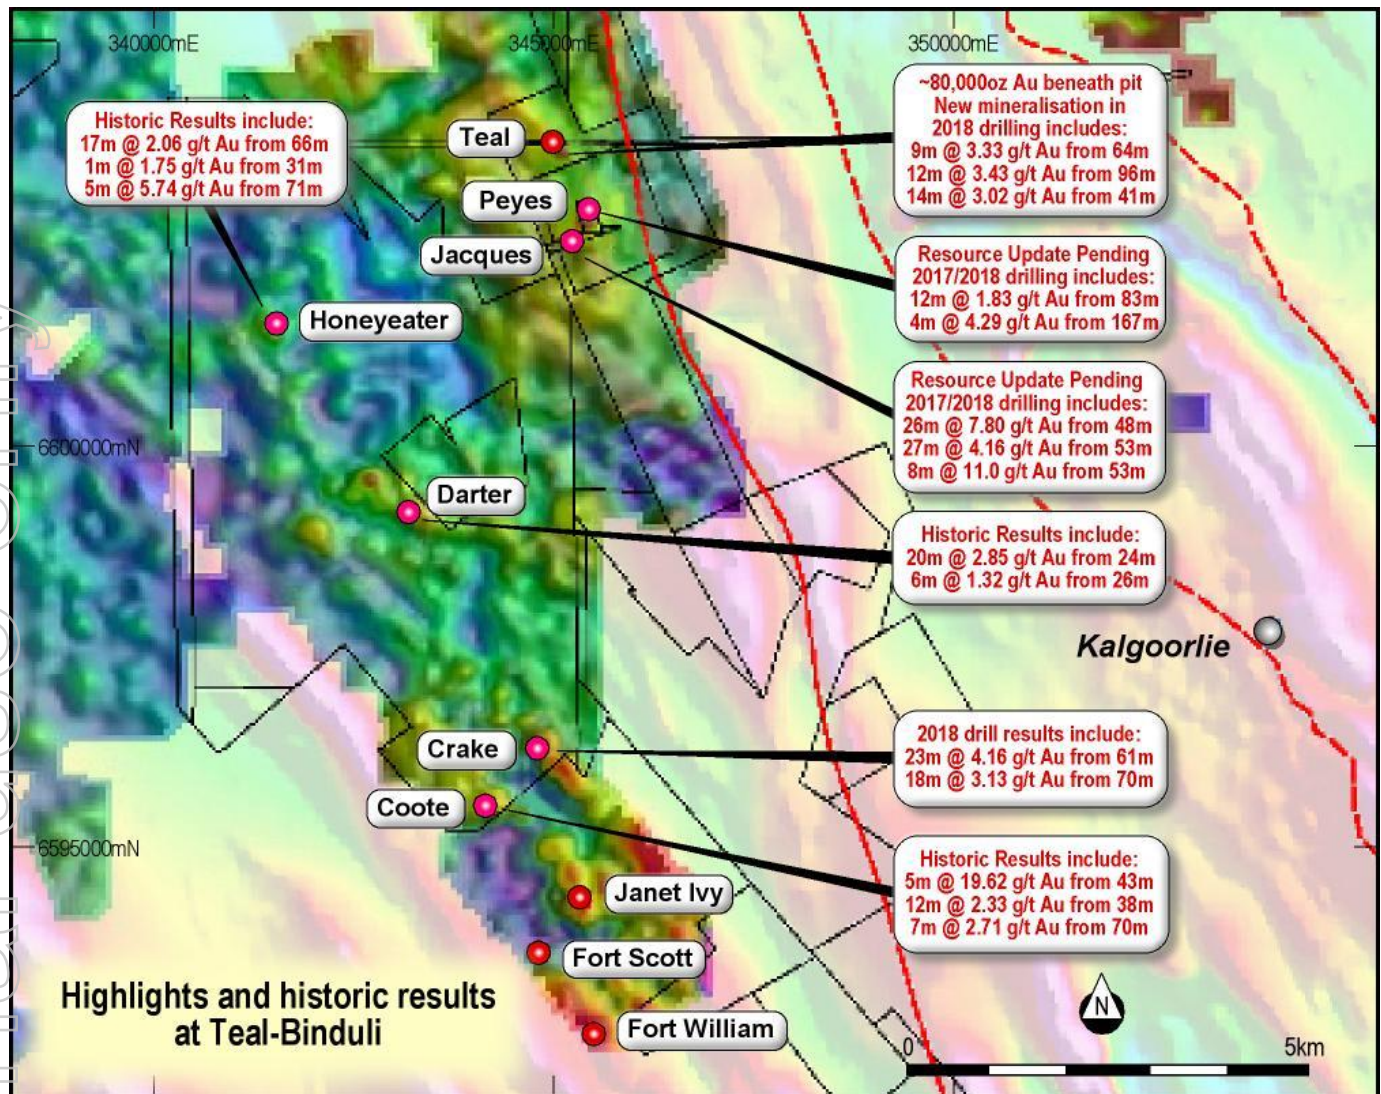 340000mE
345000mE
350000mE
Historic Results include:
17m @ 2.06 g/t Au from 66m
1m @ 1.75 g/t Au from 31m
5m @ 5.74 g/t Au from 71m
Teal
~80,000oz Au beneath pit
New mineralisation in
2018 drilling includes:
9m @ 3.33 g/t Au from 64m
12m @ 3.43 g/t Au from 96m
14m @ 3.02 g/t Au from 41m
Peyes
Jacques
Resource Update Pending
2017/2018 drilling includes:
12m @ 1.83 g/t Au from 83m
4m @ 4.29 g/t Au from 167m
Honeyeater
Resource Update Pending
2017/2018 drilling includes:
26m @ 7.80 g/t Au from 48m
27m @ 4.16 g/t Au from 53m
8m @ 11.0 g/t Au from 53m
6600000mN
Darter
Historic Results include:
20m @ 2.85 g/t Au from 24m
6m @ 1.32 g/t Au from 26m
Kalgoorlie
Crake
2018 drill results include:
23m @ 4.16 g/t Au from 61m
18m @ 3.13 g/t Au from 70m
Coote
6595000mN
Historic Results include:
5m @ 19.62 g/t Au from 43m
12m @ 2.33 g/t Au from 38m
7m @ 2.71 g/t Au from 70m
Janet Ivy
Fort Scott
Fort William
Highlights and historic results
at Teal-Binduli
N
0
5km